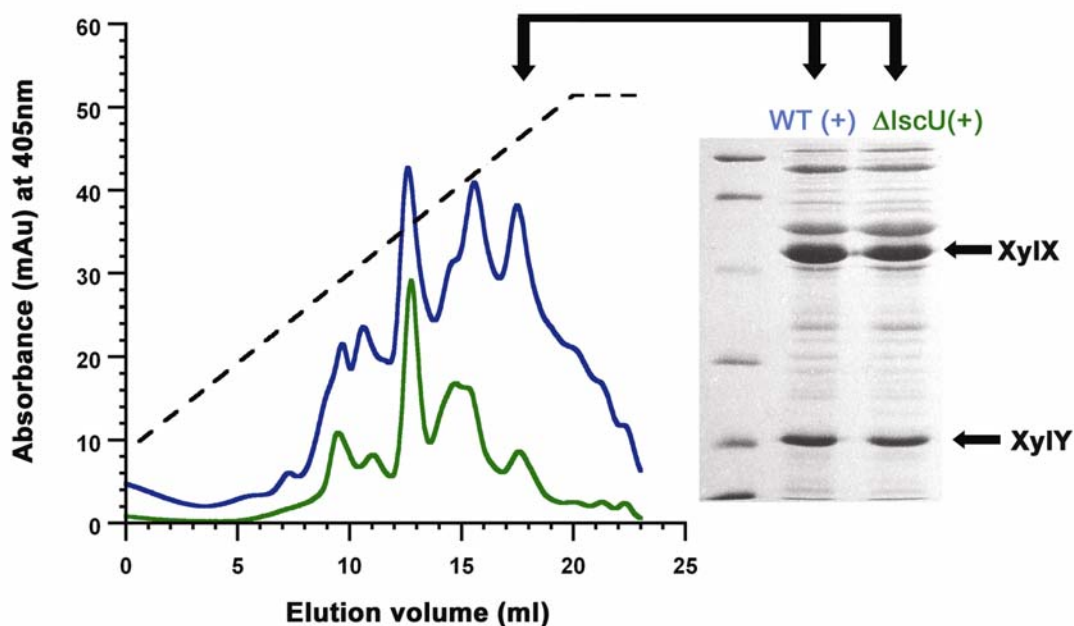 60
50
40
30
20
10
0
0 5 10 15 20 25
Absorbance (mAu) at 405nm
Elution volume (ml)
WT (+) ΔIscU(+)
XylX
XylY